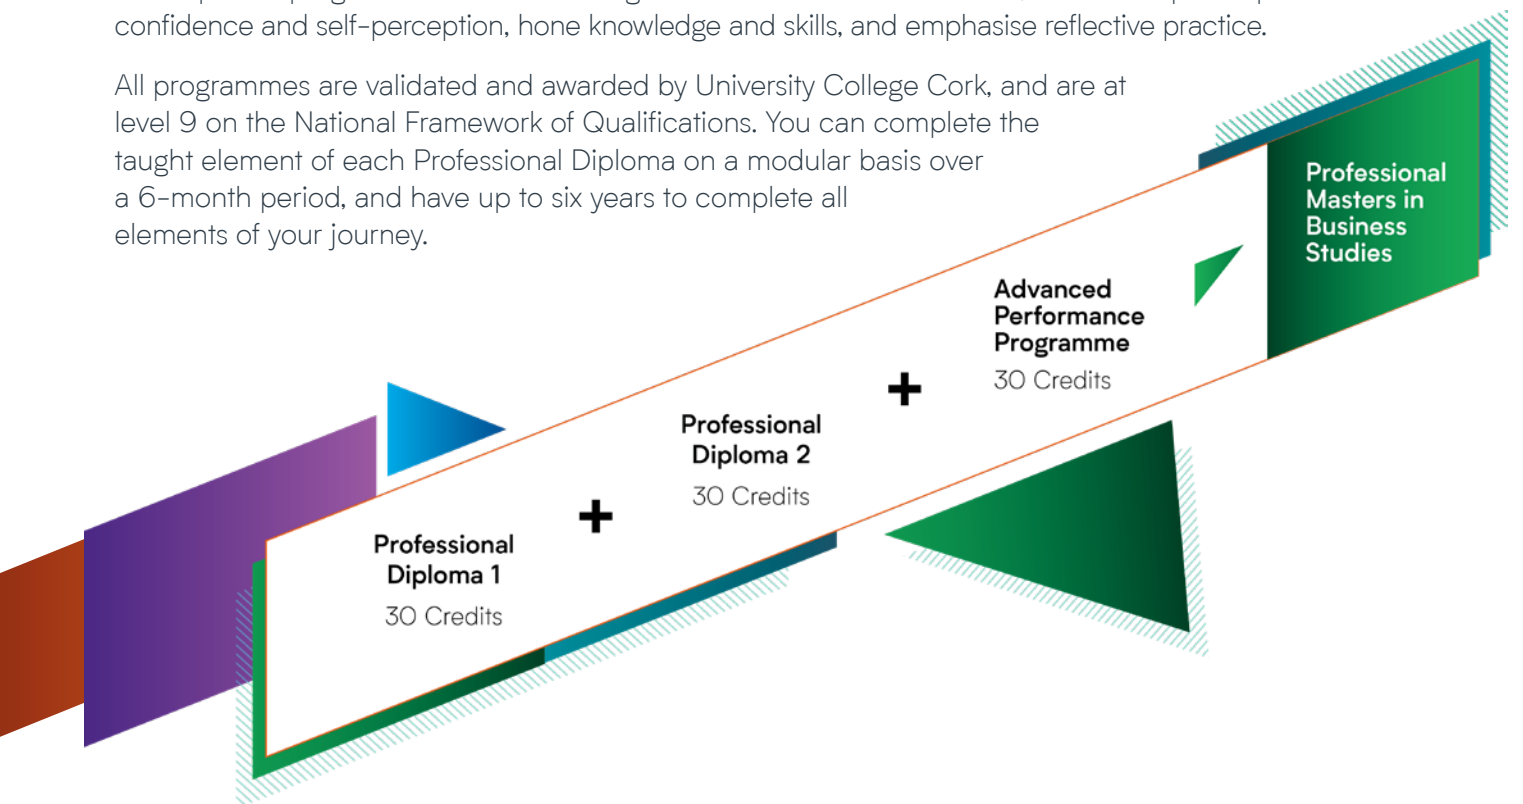 confidence and self-perception, hone knowledge and skills, and emphasise reflective practice.
All programmes are validated and awarded by University College Cork, and are at
level 9 on the National Framework of Qualifications. You can complete the
taught element of each Professional Diploma on a modular basis over
a 6-month period, and have up to six years to complete all
elements of your journey.
Professional
Diploma 1
30 Credits
+
Professional
Diploma 2
30 Credits
+
Advanced
Performance
Programme
30 Credits
Professional
Masters in
Business
Studies